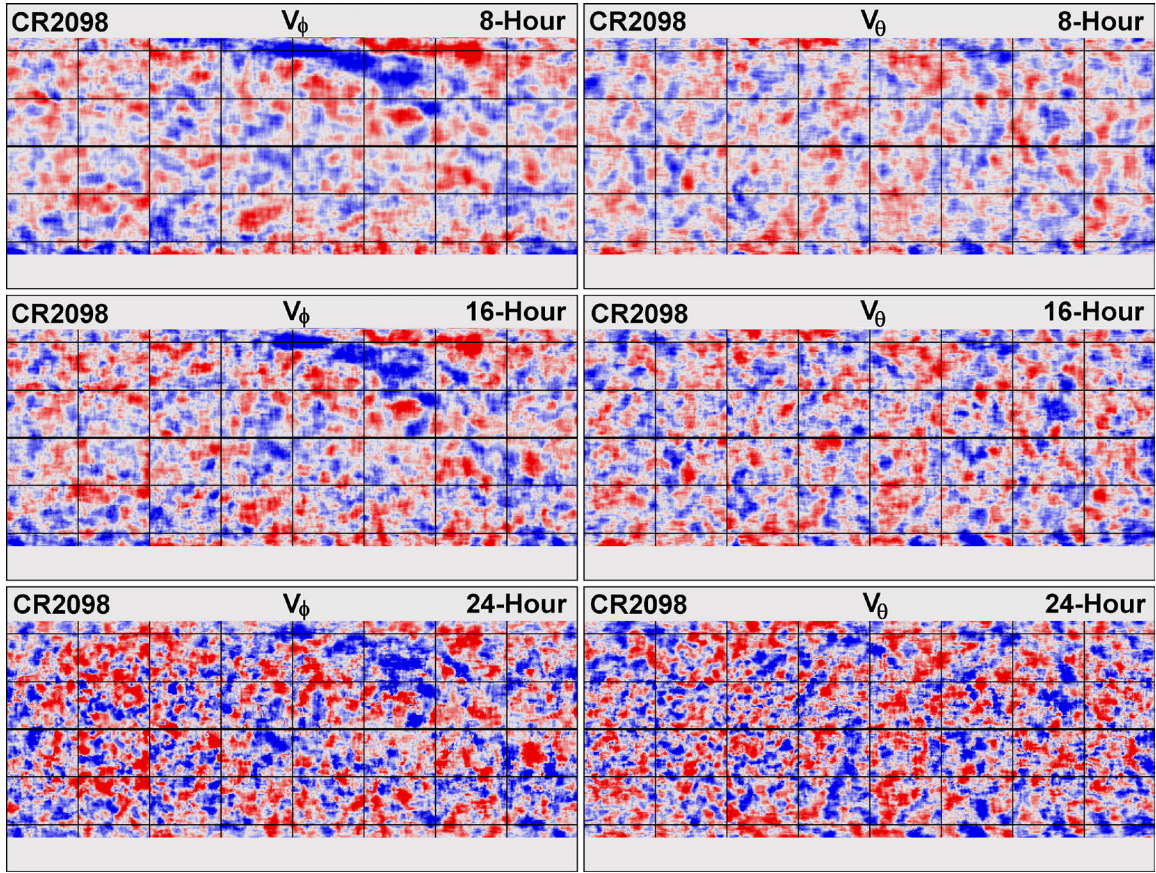 CR2098 Vϕ 8-Hour
CR2098 Vθ 8-Hour
CR2098 Vϕ 16-Hour
CR2098 Vθ 16-Hour
CR2098 Vϕ 24-Hour
CR2098 Vθ 24-Hour